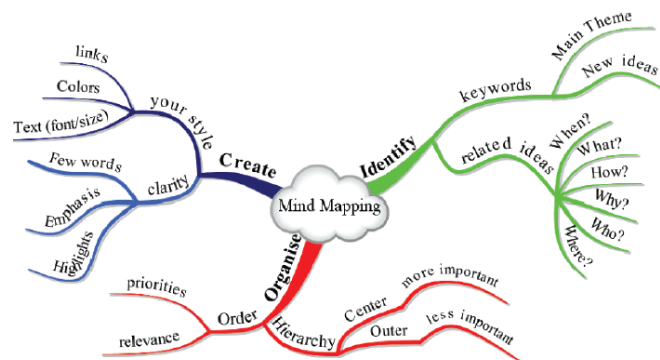 Mind Mapping
Create
your style
links
Colors
Text (font/size)
clarity
Few words
Emphasis
Higlights
Identify
keywords
Main Theme
New ideas
related ideas
When?
What?
How?
Why?
Who?
Where?
Organise
Order
priorities
relevance
Hierarchy
Center
more important
Outer
less important